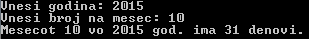 Vnesi godina: 2015
Vnesi broj na mesec: 10
Mesecot 10 vo 2015 god. ima 31 denovi.